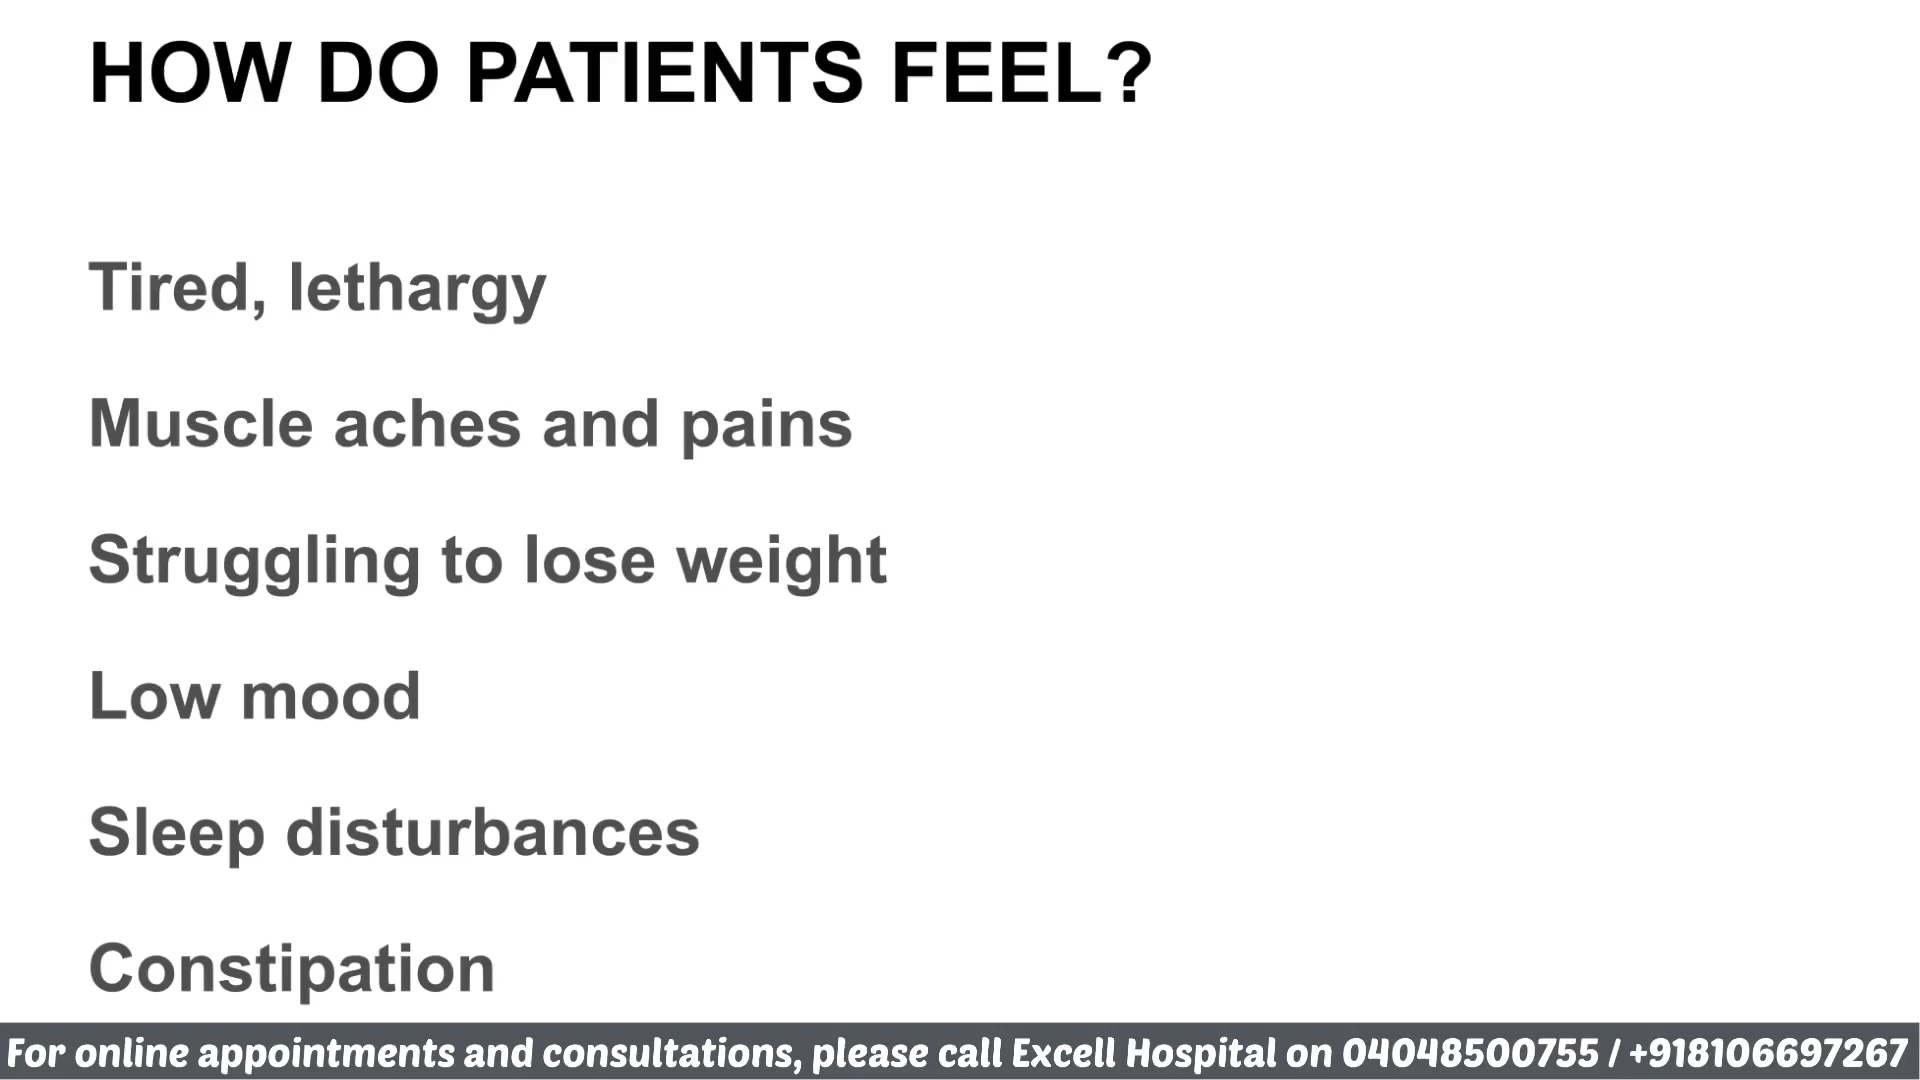 HOW DO PATIENTS FEEL?
Tired, lethargy
Muscle aches and pains
Struggling to lose weight
Low mood
Sleep disturbances
Constipation
For online appointments and consultations, please call Excell Hospital on 04048500755 / +918106697267